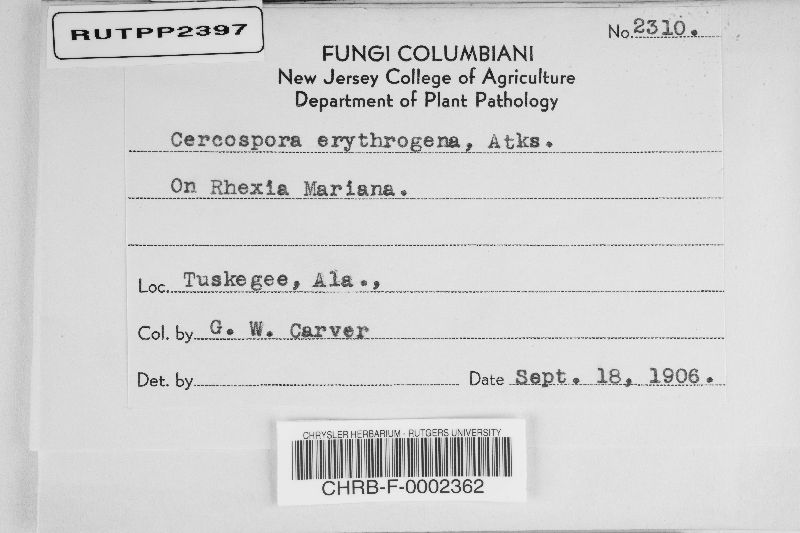 RUTPP2397
No. 2310.
FUNGI COLUMBIANI
New Jersey College of Agriculture
Department of Plant Pathology
Cercospora erythrogena, Atks.
On Rhexia Mariana.
Loc. Tuskegee, Ala.,
Col. by G. W. Carver
Det. by
Date Sept. 18, 1906.
CHRYSLER HERBARIUM - RUTGERS UNIVERSITY
CHRB-F-0002362